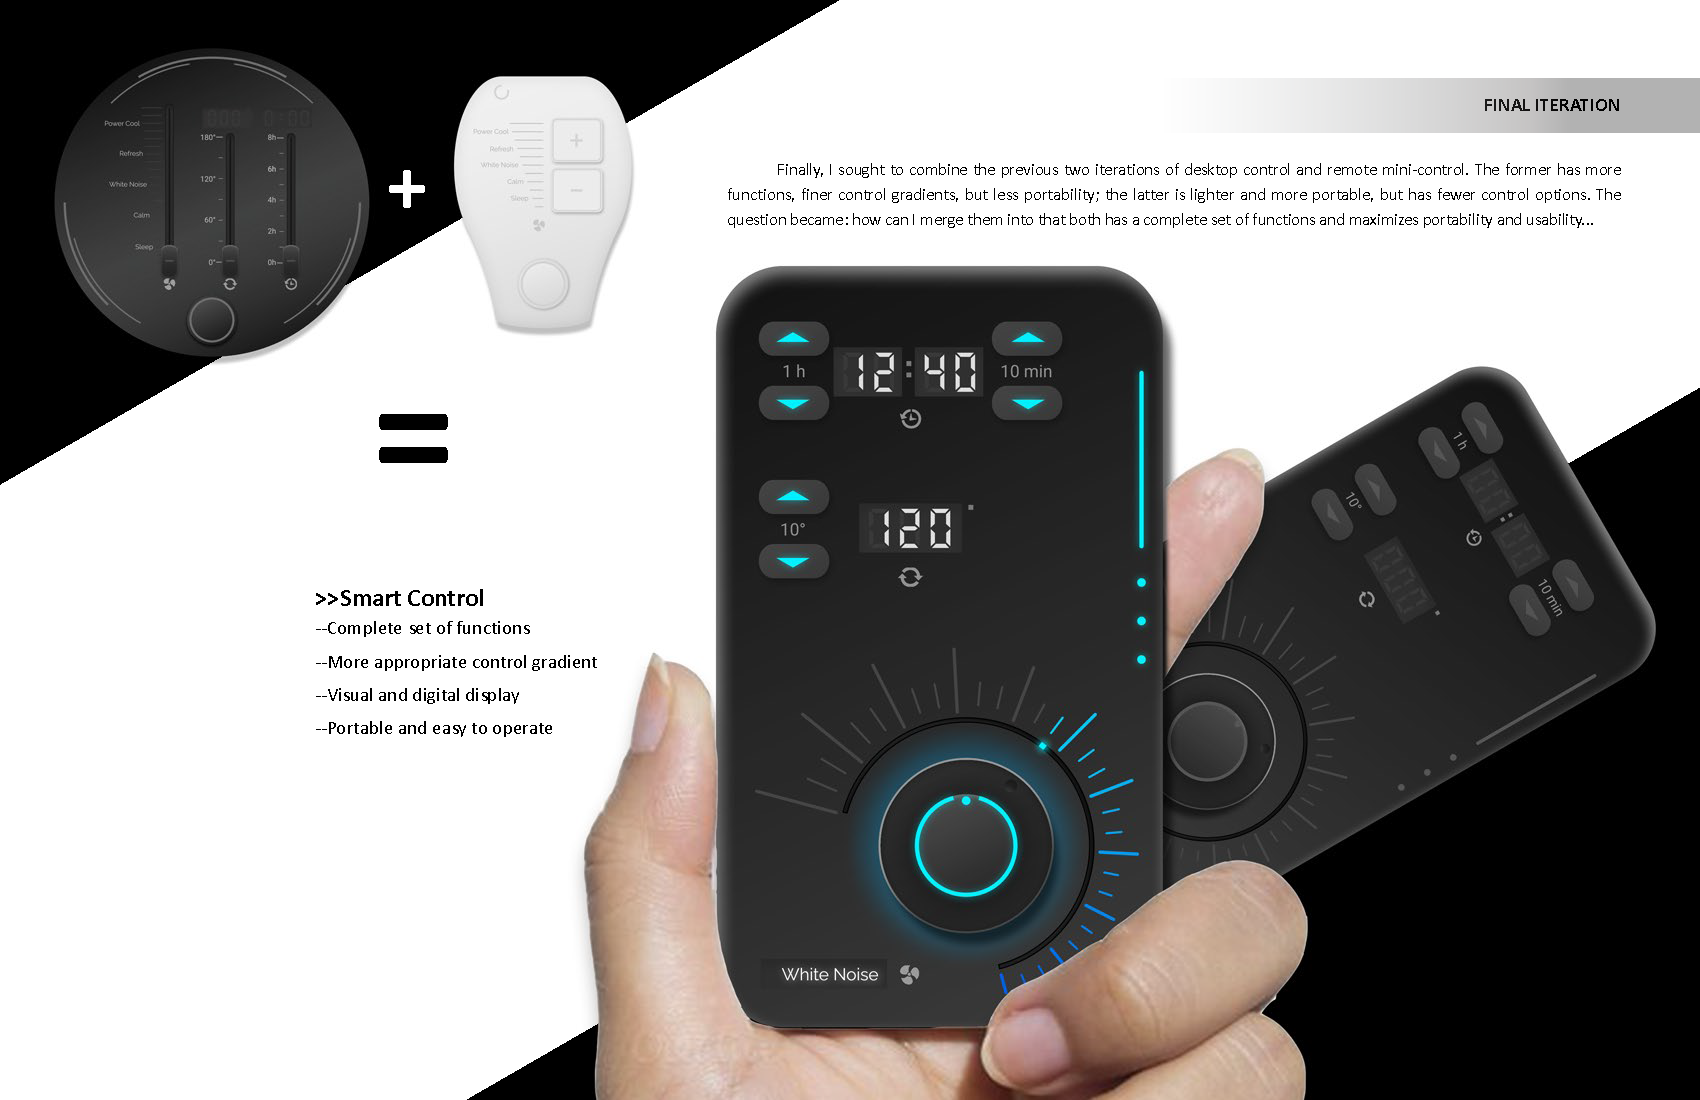 FINAL ITERATION
Finally, I sought to combine the previous two iterations of desktop control and remote mini-control. The former has more
functions, finer control gradients, but less portability; the latter is lighter and more portable, but has fewer control options. The
question became: how can I merge them into that both has a complete set of functions and maximizes portability and usability...
Power Cool
Refresh
White Noise
Calm
Sleep
180°
120°
60°
0°
8h
6h
4h
2h
0h
+
Power Cool
Refresh
White Noise
Calm
Sleep
+
−
=
>>Smart Control
--Complete set of functions
--More appropriate control gradient
--Visual and digital display
--Portable and easy to operate
1 h
12:40
10 min
10°
120
White Noise
1 h
10°
10 min